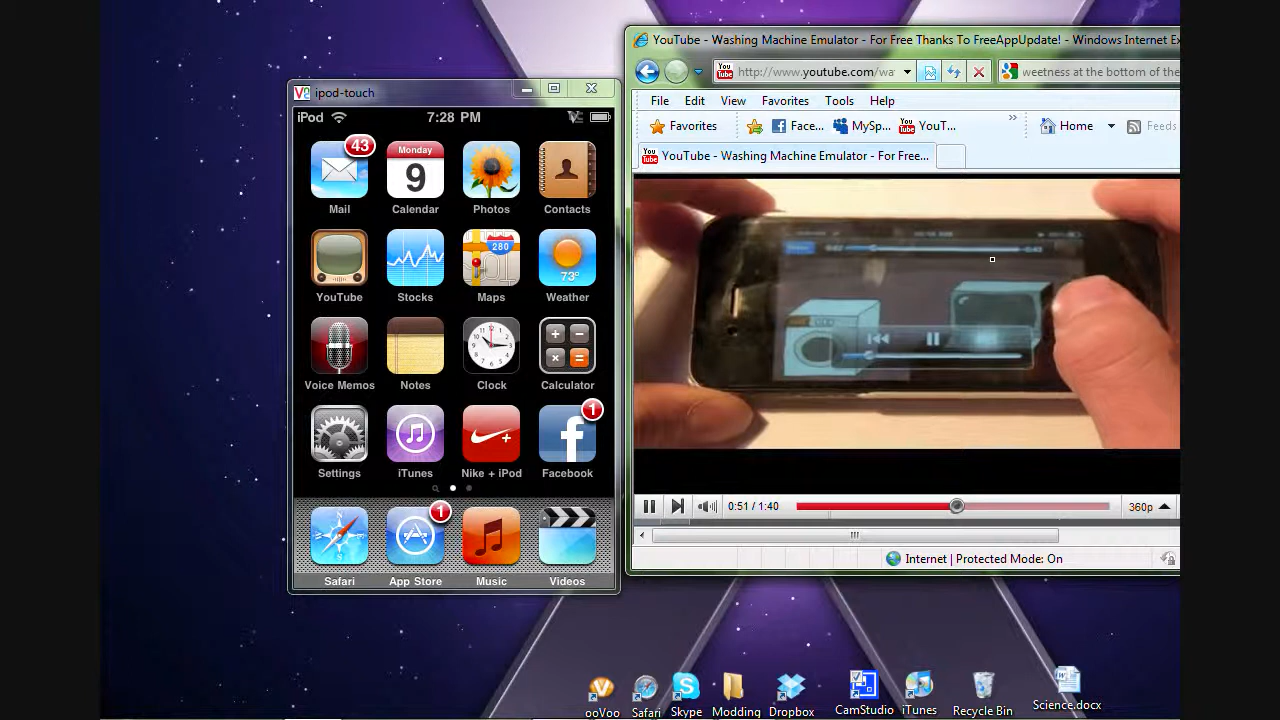 YouTube - Washing Machine Emulator - For Free Thanks To FreeAppUpdate! - Windows Internet Ex
You Tube
http://www.youtube.com/wa
weetness at the bottom of the
ipod-touch
File Edit View Favorites Tools Help
Favorites
Face...
MySp...
YouT...
Home
Feeds
YouTube - Washing Machine Emulator - For Free...
iPod 7:28 PM
43
Monday
9
Mail Calendar Photos Contacts
280
73°
YouTube Stocks Maps Weather
Voice Memos Notes Clock Calculator
1
Settings iTunes Nike + iPod Facebook
1
Safari App Store Music Videos
0:51 / 1:40
360p
Internet | Protected Mode: On
ooVoo Safari Skype Modding Dropbox CamStudio iTunes Recycle Bin Science.docx